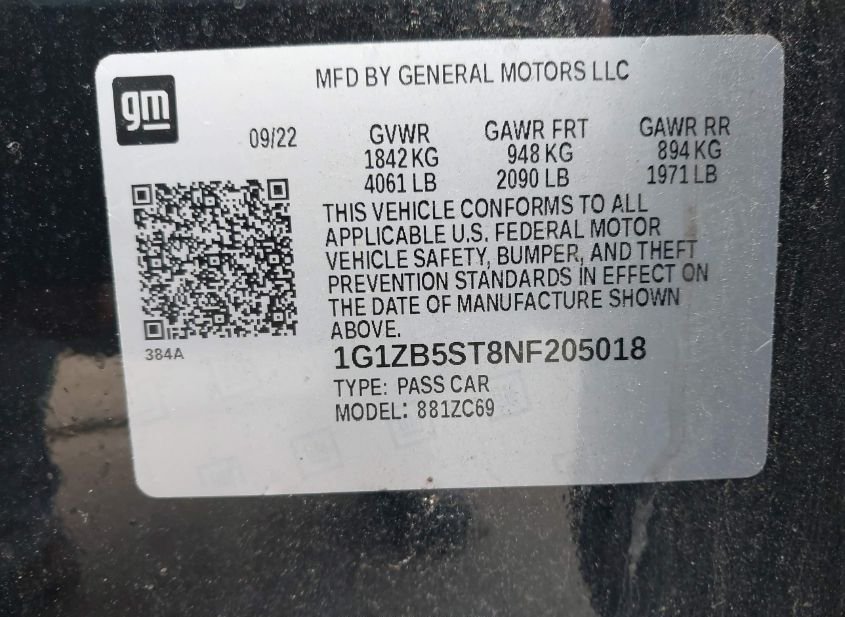 MFD BY GENERAL MOTORS LLC
gm
09/22
GVWR GAWR FRT GAWR RR
1842 KG 948 KG 894 KG
4061 LB 2090 LB 1971 LB
THIS VEHICLE CONFORMS TO ALL
APPLICABLE U.S. FEDERAL MOTOR
VEHICLE SAFETY, BUMPER, AND THEFT
PREVENTION STANDARDS IN EFFECT ON
THE DATE OF MANUFACTURE SHOWN
ABOVE.
384A
1G1ZB5ST8NF205018
TYPE: PASS CAR
MODEL: 881ZC69